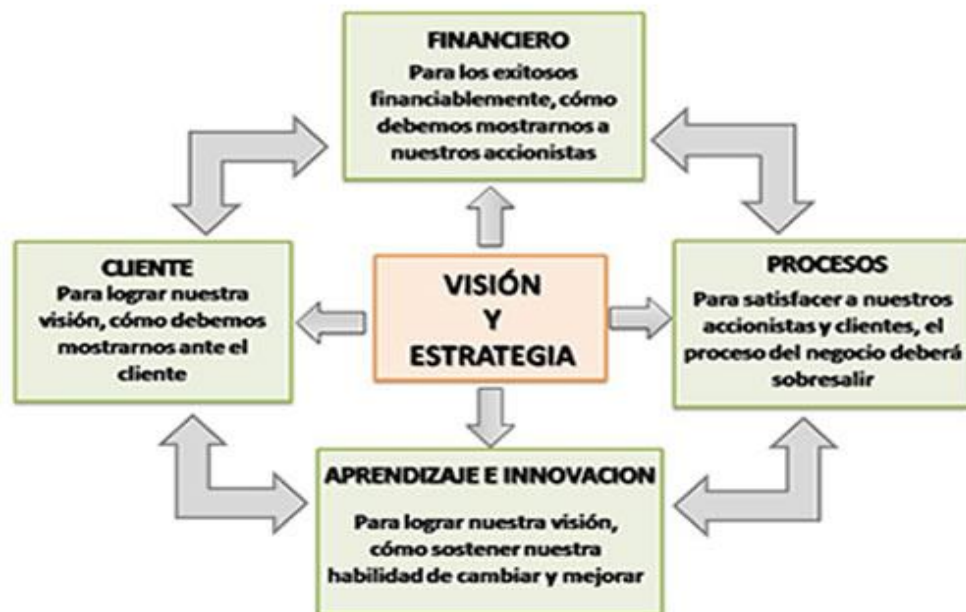 FINANCIERO
Para los exitosos
financiablemente, cómo
debemos mostrarnos a
nuestros accionistas
CLIENTE
Para lograr nuestra
visión, cómo debemos
mostrarnos ante el
cliente
VISIÓN
Y
ESTRATEGIA
PROCESOS
Para satisfacer a nuestros
accionistas y clientes, el
proceso del negocio deberá
sobresalir
APRENDIZAJE E INNOVACION
Para lograr nuestra visión,
cómo sostener nuestra
habilidad de cambiar y mejorar